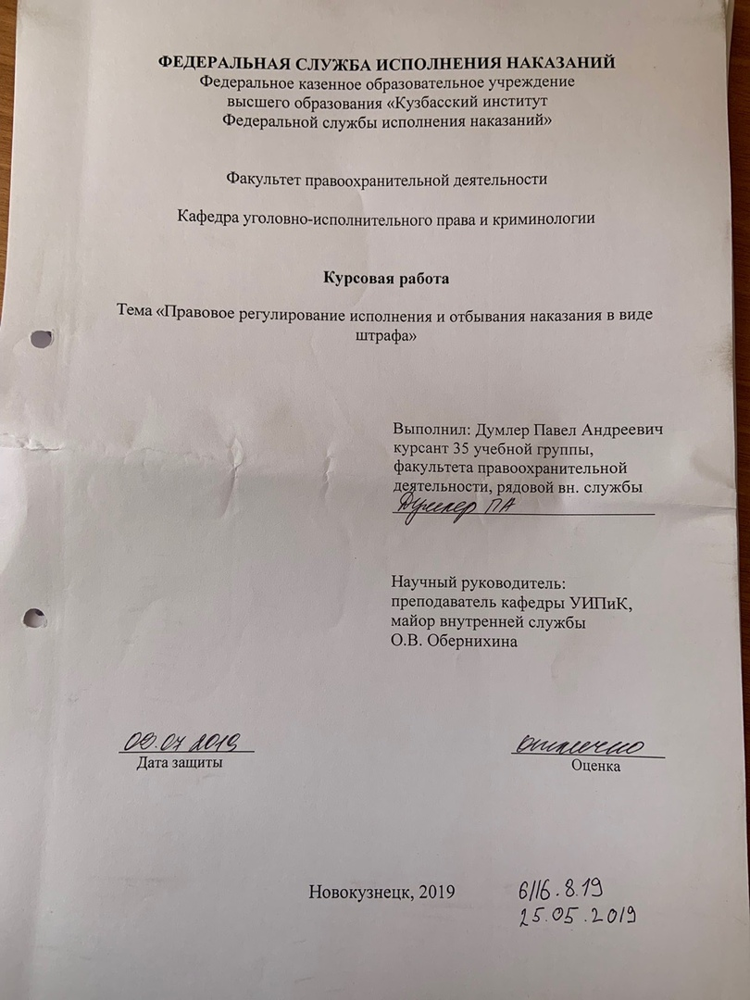 ФЕДЕРАЛЬНАЯ СЛУЖБА ИСПОЛНЕНИЯ НАКАЗАНИЙ
Федеральное казенное образовательное учреждение
высшего образования «Кузбасский институт
Федеральной службы исполнения наказаний»
Факультет правоохранительной деятельности
Кафедра уголовно-исполнительного права и криминологии
Курсовая работа
Тема «Правовое регулирование исполнения и отбывания наказания в виде
штрафа»
Выполнил: Думлер Павел Андреевич
курсант 35 учебной группы,
факультета правоохранительной
деятельности, рядовой вн. службы
Думлер ПА
Научный руководитель:
преподаватель кафедры УИПиК,
майор внутренней службы
О.В. Обернихина
07 2019
Дата защиты
отлично
Оценка
Новокузнецк, 2019
6/16.8.19
25.05.2019